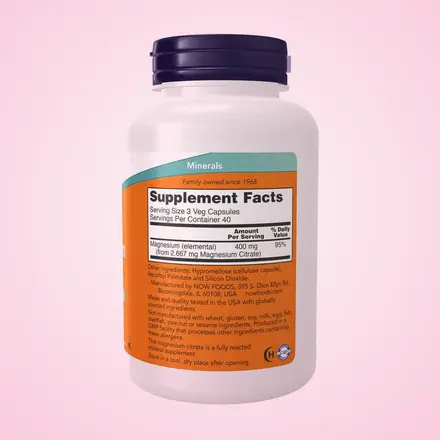 Minerals
Family owned since 1968
Supplement Facts
Serving Size 3 Veg Capsules
Servings Per Container 40
Amount Per Serving
% Daily Value
Magnesium (elemental) 400 mg 95%
(from 2,667 mg Magnesium Citrate)
Other ingredients: Hypromellose (cellulose capsule),
Ascorbyl Palmitate and Silicon Dioxide.
Manufactured by NOW FOODS, 395 S. Glen Ellyn Rd.
Bloomingdale, IL 60108, USA nowfoods.com
Made and quality tested in the USA with globally
sourced ingredients.
Not manufactured with wheat, gluten, soy, milk, egg, fish,
shellfish, tree nut or sesame ingredients. Produced in a
GMP facility that processes other ingredients containing
these allergens.
This magnesium citrate is a fully reacted
mineral supplement.
Store in a cool, dry place after opening.